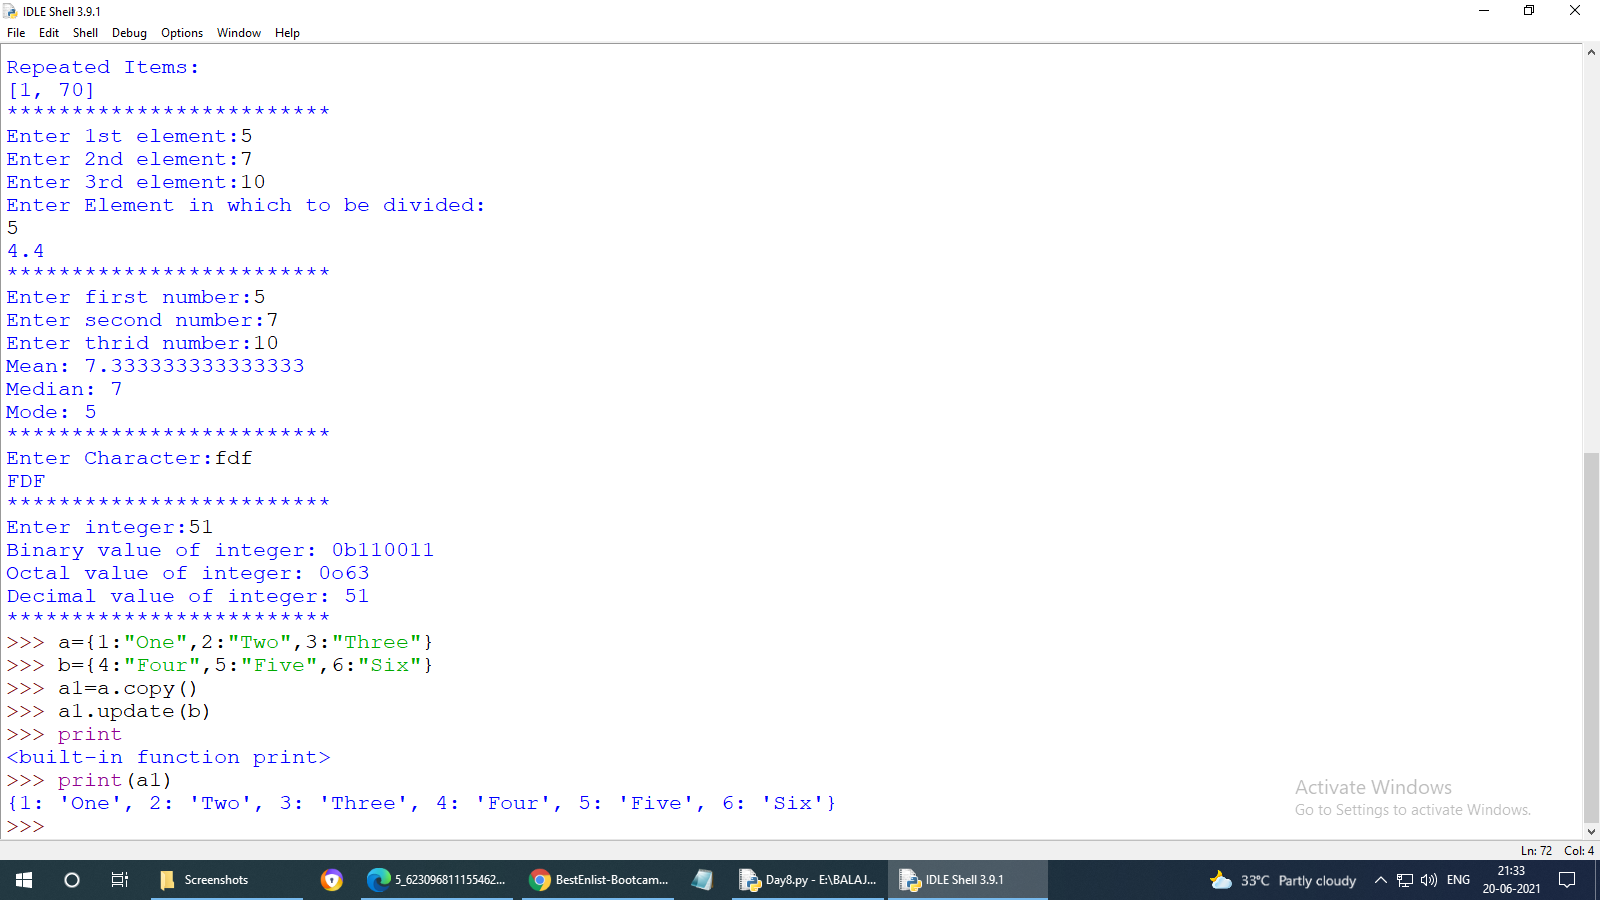 IDLE Shell 3.9.1
File Edit Shell Debug Options Window Help
Repeated Items:
[1, 70]
*************************
Enter 1st element:5
Enter 2nd element:7
Enter 3rd element:10
Enter Element in which to be divided:
5
4.4
*************************
Enter first number:5
Enter second number:7
Enter thrid number:10
Mean: 7.333333333333333
Median: 7
Mode: 5
*************************
Enter Character:fdf
FDF
*************************
Enter integer:51
Binary value of integer: 0b110011
Octal value of integer: 0o63
Decimal value of integer: 51
*************************
>>> a={1:"One",2:"Two",3:"Three"}
>>> b={4:"Four",5:"Five",6:"Six"}
>>> a1=a.copy()
>>> a1.update(b)
>>> print
<built-in function print>
>>> print(a1)
{1: 'One', 2: 'Two', 3: 'Three', 4: 'Four', 5: 'Five', 6: 'Six'}
>>>
Activate Windows
Go to Settings to activate Windows.
Ln: 72 Col: 4
Screenshots 5_623096811155462... BestEnlist-Bootcam... Day8.py - E:\BALAJ... IDLE Shell 3.9.1 33°C Partly cloudy ENG 21:33
20-06-2021